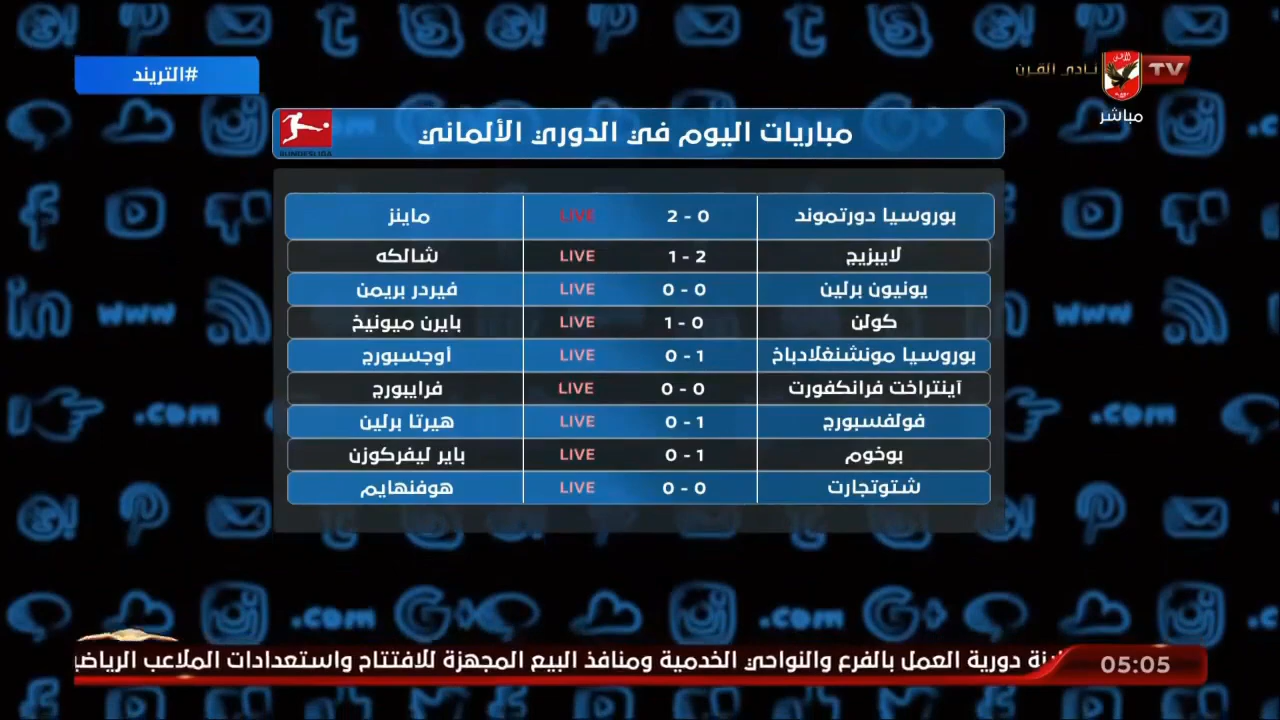 #التريند
نادي القرن
TV
مباشر
مباريات اليوم في الدوري الألماني
BUNDESLIGA
بوروسيا دورتموند 2 - 0 LIVE ماينز
لايبزيج 1 - 2 LIVE شالكه
يونيون برلين 0 - 0 LIVE فيردر بريمن
كولن 1 - 0 LIVE بايرن ميونيخ
بوروسيا مونشنغلادباخ 0 - 1 LIVE أوجسبورج
آينتراخت فرانكفورت 0 - 0 LIVE فرايبورج
فولفسبورج 0 - 1 LIVE هيرتا برلين
بوخوم 0 - 1 LIVE باير ليفركوزن
شتوتجارت 0 - 0 LIVE هوفنهايم
دورية العمل بالفرع والنواحي الخدمية ومنافذ البيع المجهزة للافتتاح واستعدادات الملاعب
05:05